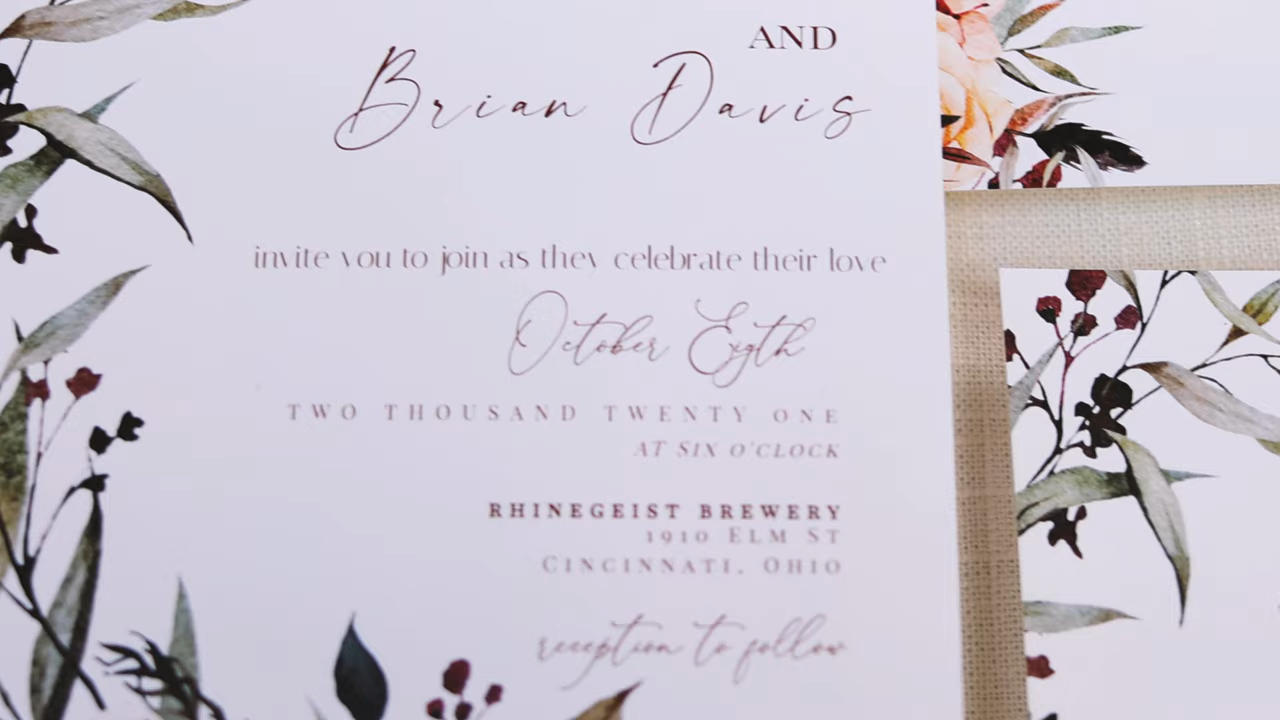 AND
Brian Davis
invite you to join as they celebrate their love
October Eigth
TWO THOUSAND TWENTY ONE
AT SIX O'CLOCK
RHINEGEIST BREWERY
1910 ELM ST
CINCINNATI, OHIO
reception to follow